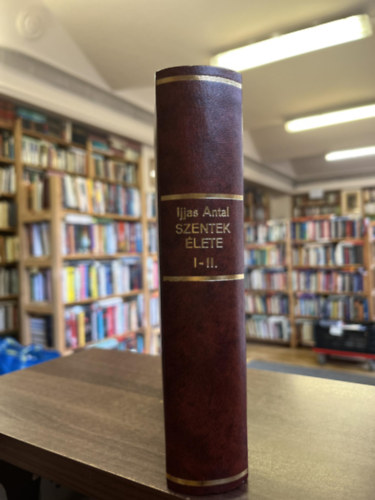 Ijjas Antal
SZENTEK
ÉLETE
I-II.